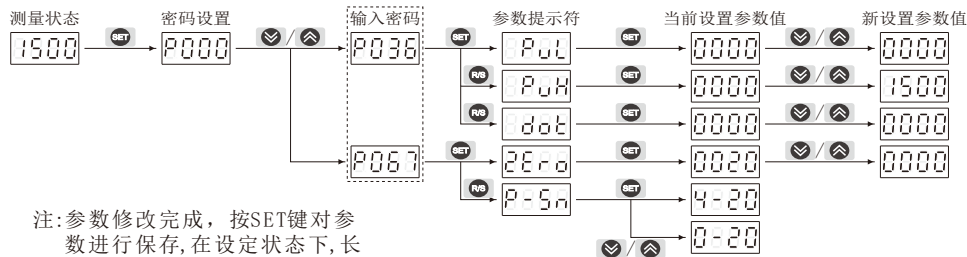 测量状态 密码设置 输入密码 参数提示符 当前设置参数值 新设置参数值
1500 SET P000 / P036 SET PuL SET 0000 / 0000
R/S PuH SET 0000 / 1500
R/S dot SET 0000 / 0000
P067 SET 2Ero SET 0020 / 0000
R/S P-Sn SET 4-20
0-20
/
注:参数修改完成，按SET键对参
数进行保存,在设定状态下,长